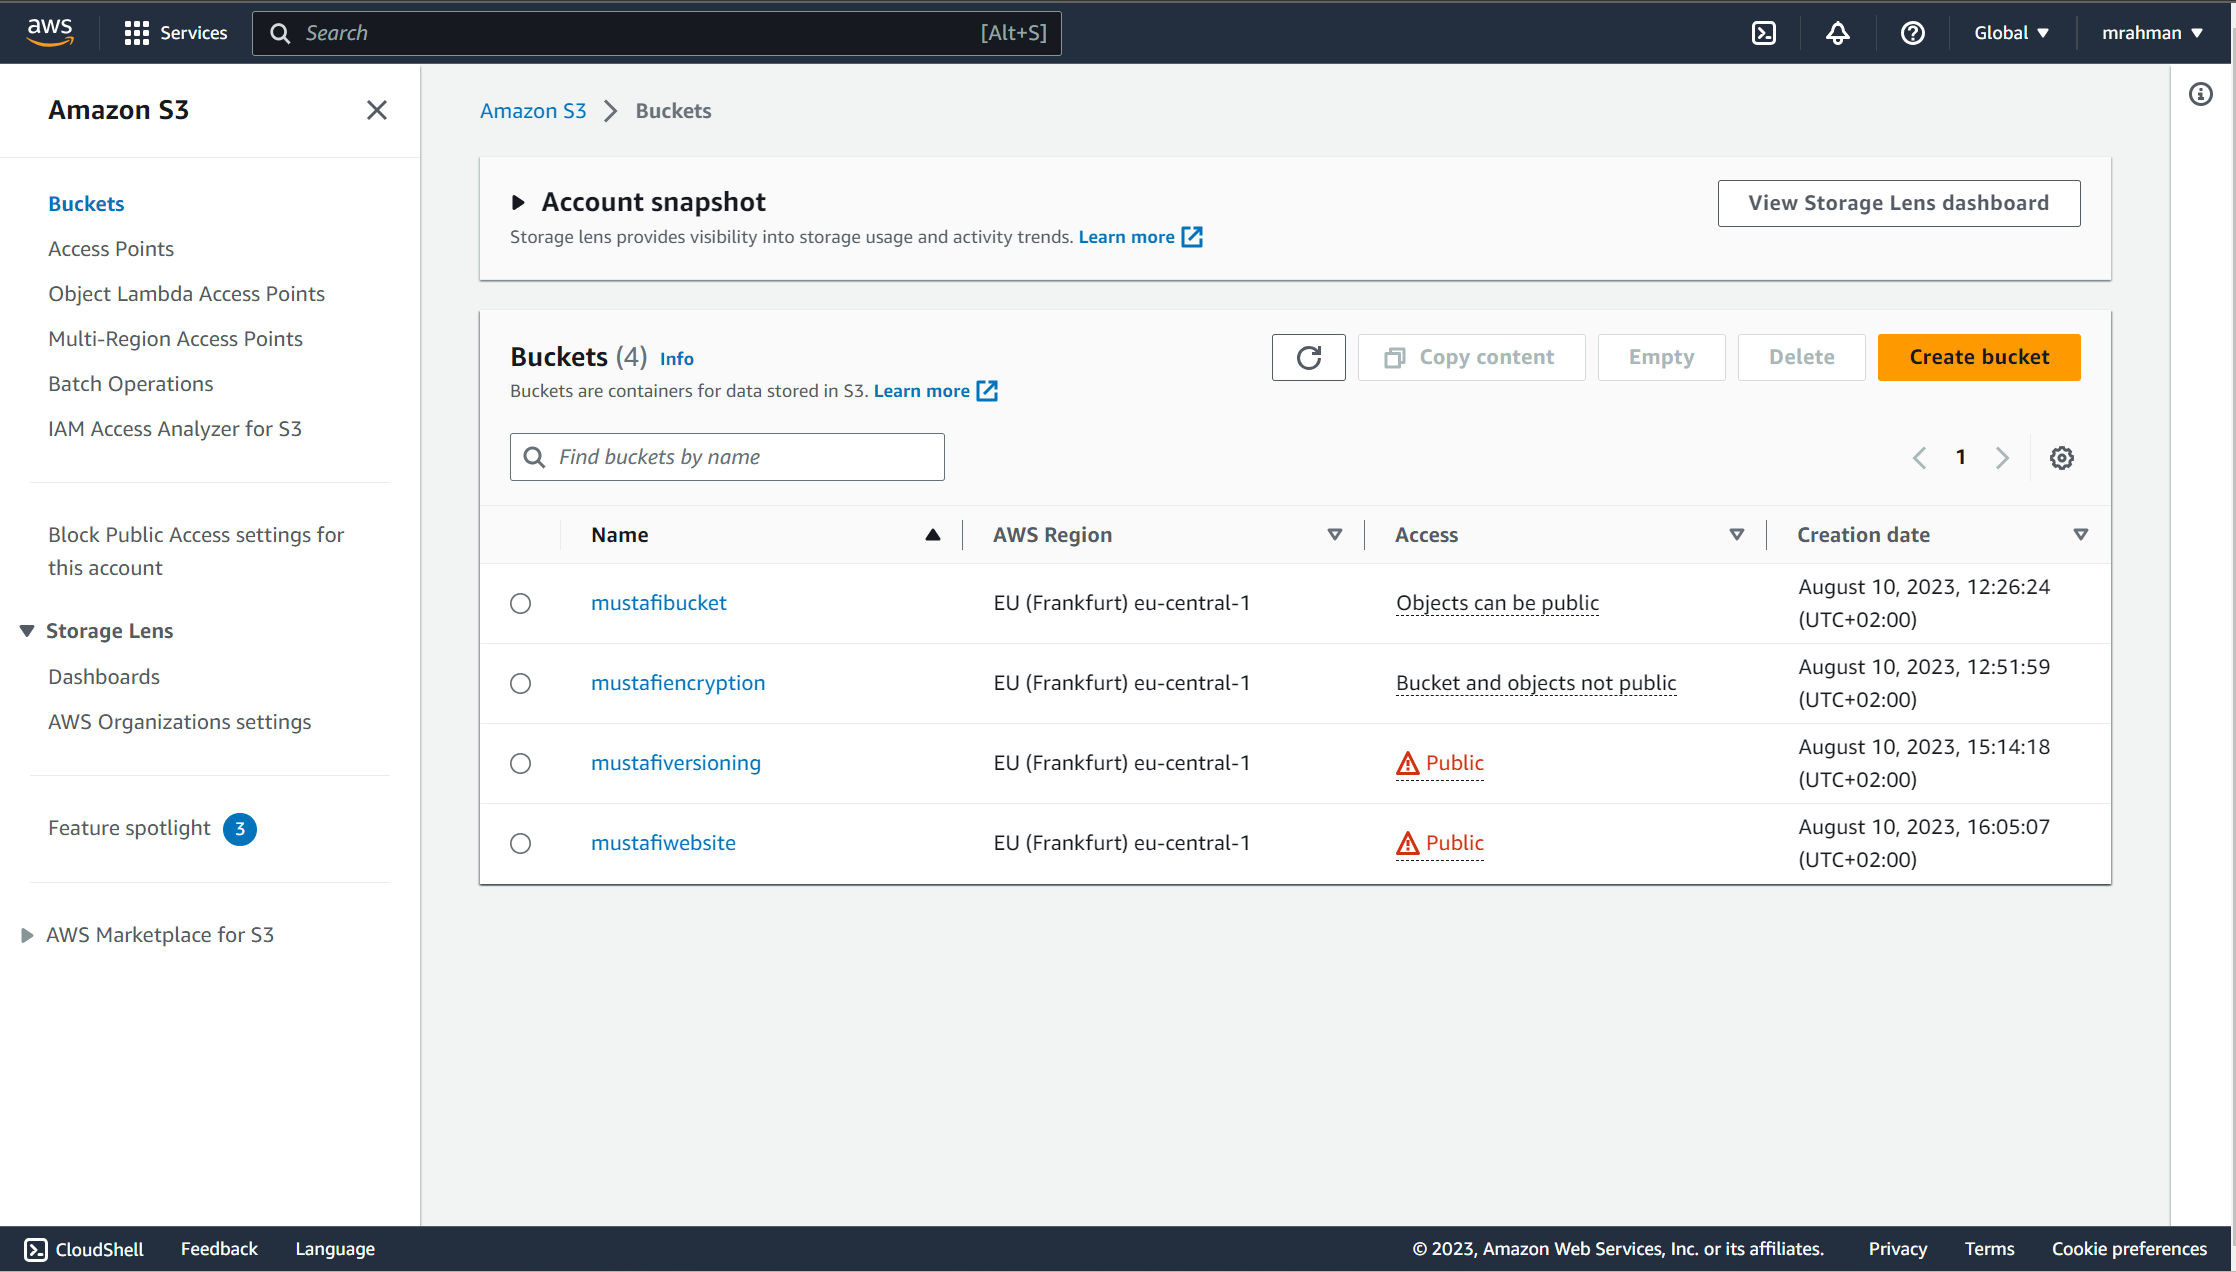 aws
Services
Search [Alt+S]
Global
mrahman
Amazon S3
Buckets
Access Points
Object Lambda Access Points
Multi-Region Access Points
Batch Operations
IAM Access Analyzer for S3
Block Public Access settings for
this account
Storage Lens
Dashboards
AWS Organizations settings
Feature spotlight 3
AWS Marketplace for S3
Amazon S3 Buckets
Account snapshot
Storage lens provides visibility into storage usage and activity trends. Learn more
View Storage Lens dashboard
Buckets (4) Info
Buckets are containers for data stored in S3. Learn more
Copy content
Empty
Delete
Create bucket
Find buckets by name
1
Name AWS Region Access Creation date
mustafibucket EU (Frankfurt) eu-central-1 Objects can be public August 10, 2023, 12:26:24
(UTC+02:00)
mustafiencryption EU (Frankfurt) eu-central-1 Bucket and objects not public August 10, 2023, 12:51:59
(UTC+02:00)
mustafiversioning EU (Frankfurt) eu-central-1 Public August 10, 2023, 15:14:18
(UTC+02:00)
mustafiwebsite EU (Frankfurt) eu-central-1 Public August 10, 2023, 16:05:07
(UTC+02:00)
CloudShell Feedback Language
© 2023, Amazon Web Services, Inc. or its affiliates. Privacy Terms Cookie preferences